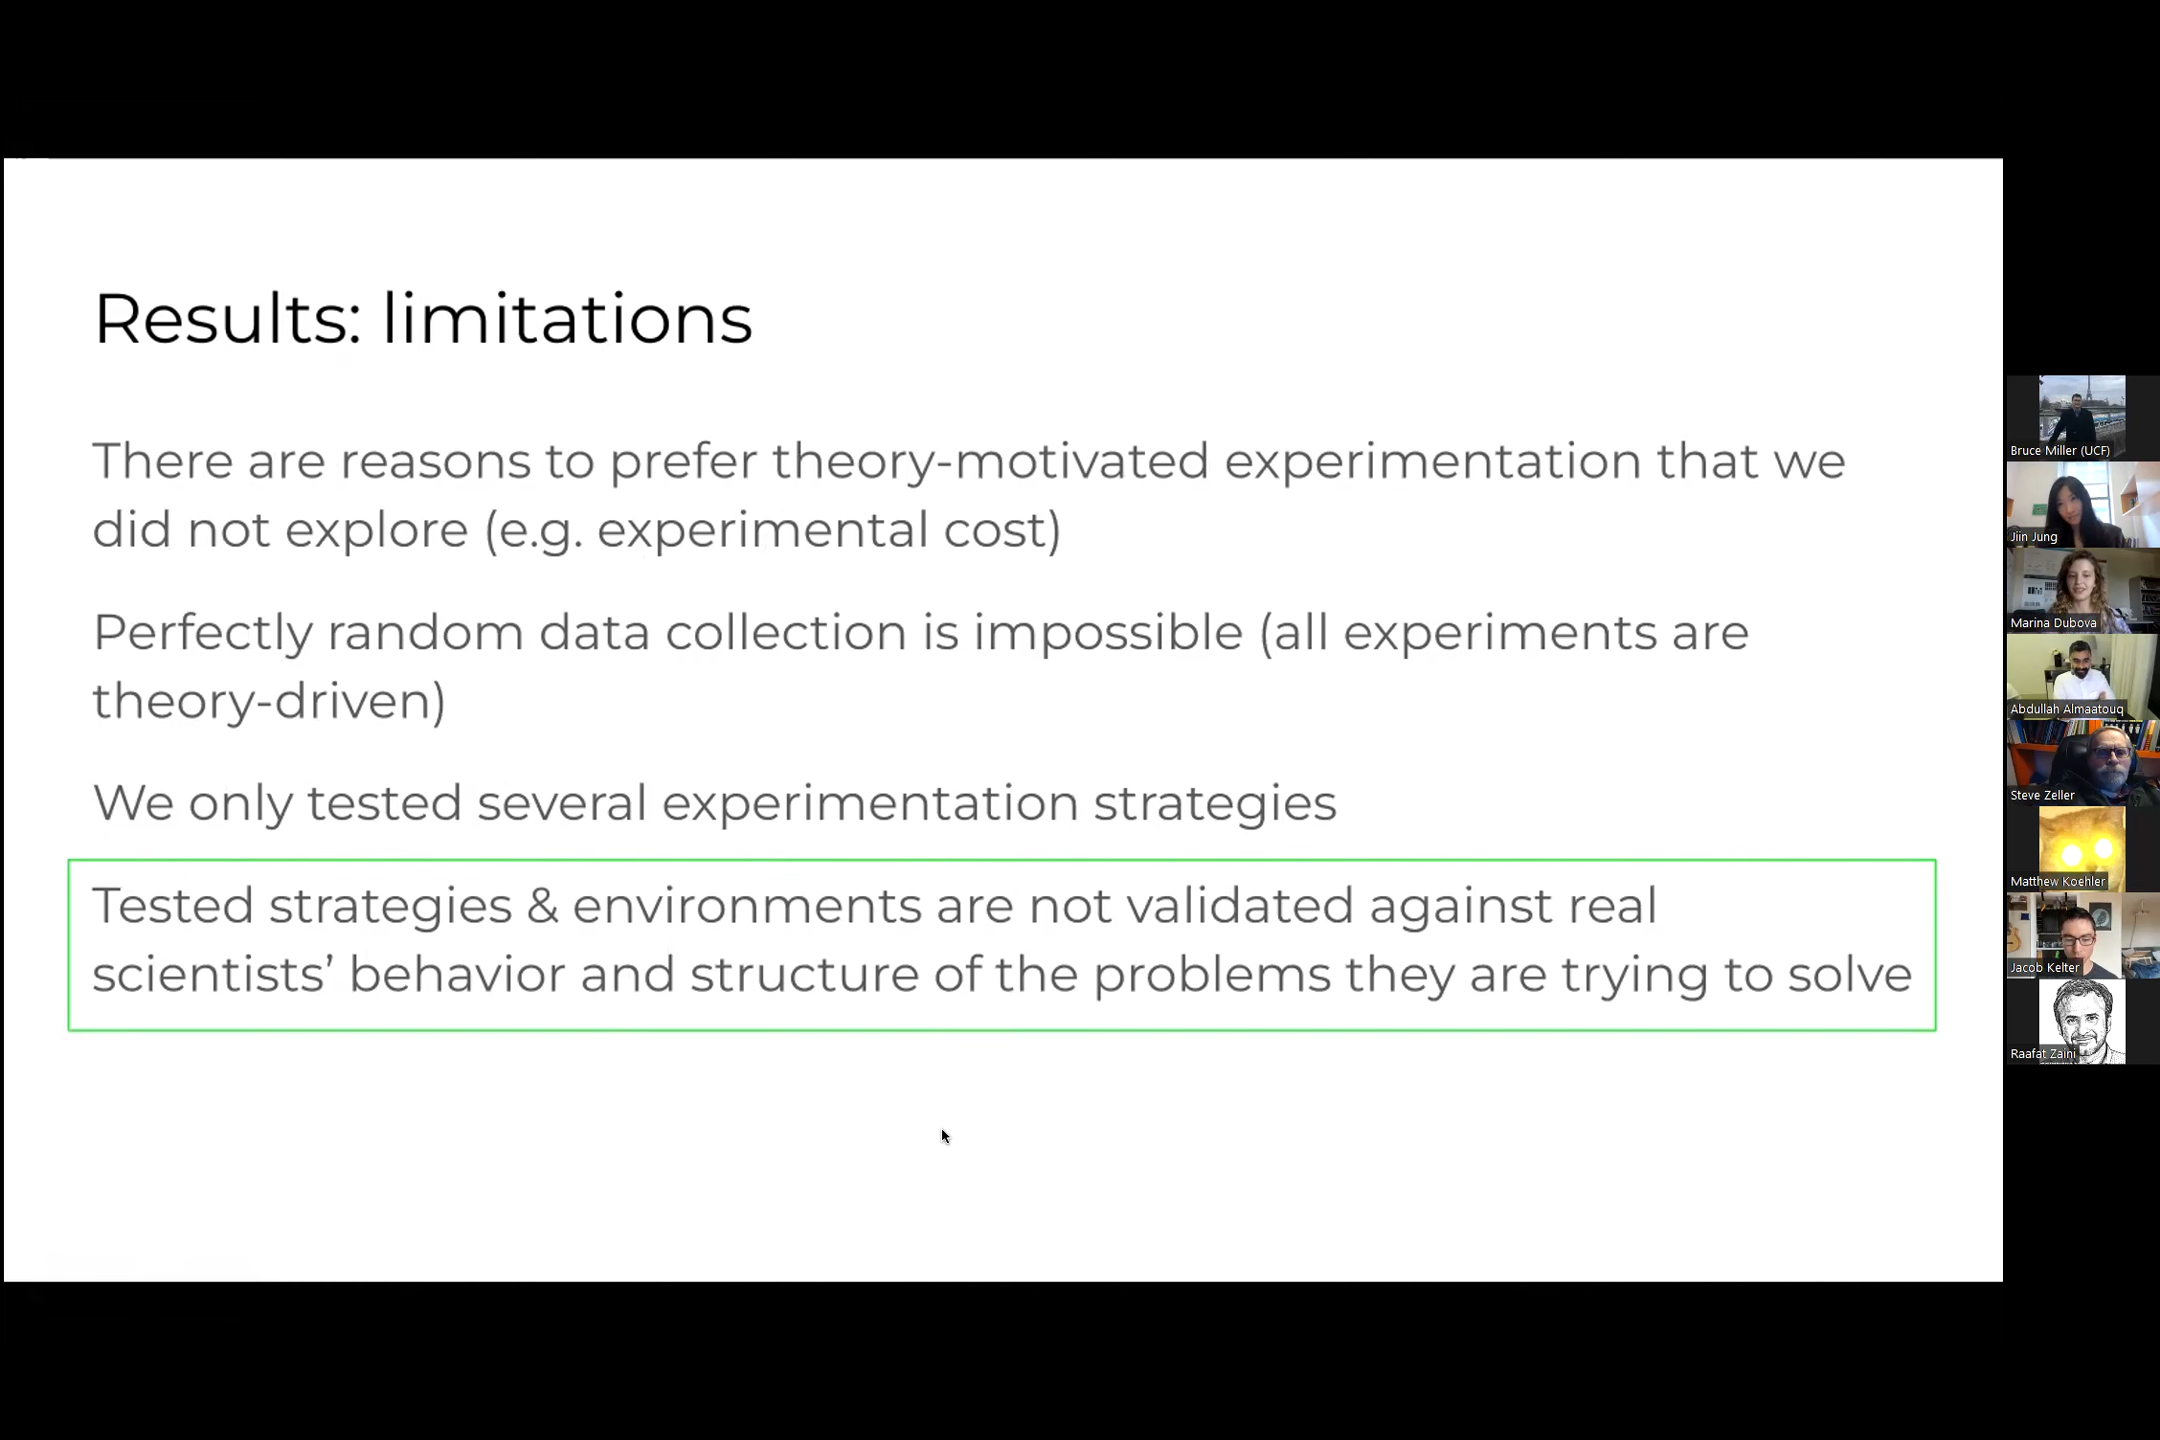 Results: limitations
There are reasons to prefer theory-motivated experimentation that we
did not explore (e.g. experimental cost)
Perfectly random data collection is impossible (all experiments are
theory-driven)
We only tested several experimentation strategies
Tested strategies & environments are not validated against real
scientists’ behavior and structure of the problems they are trying to solve
Bruce Miller (UCF)
Jiin Jung
Marina Dubova
Abdullah Almaatouq
Steve Zeller
Matthew Koehler
Jacob Kelter
Raafat Zaini